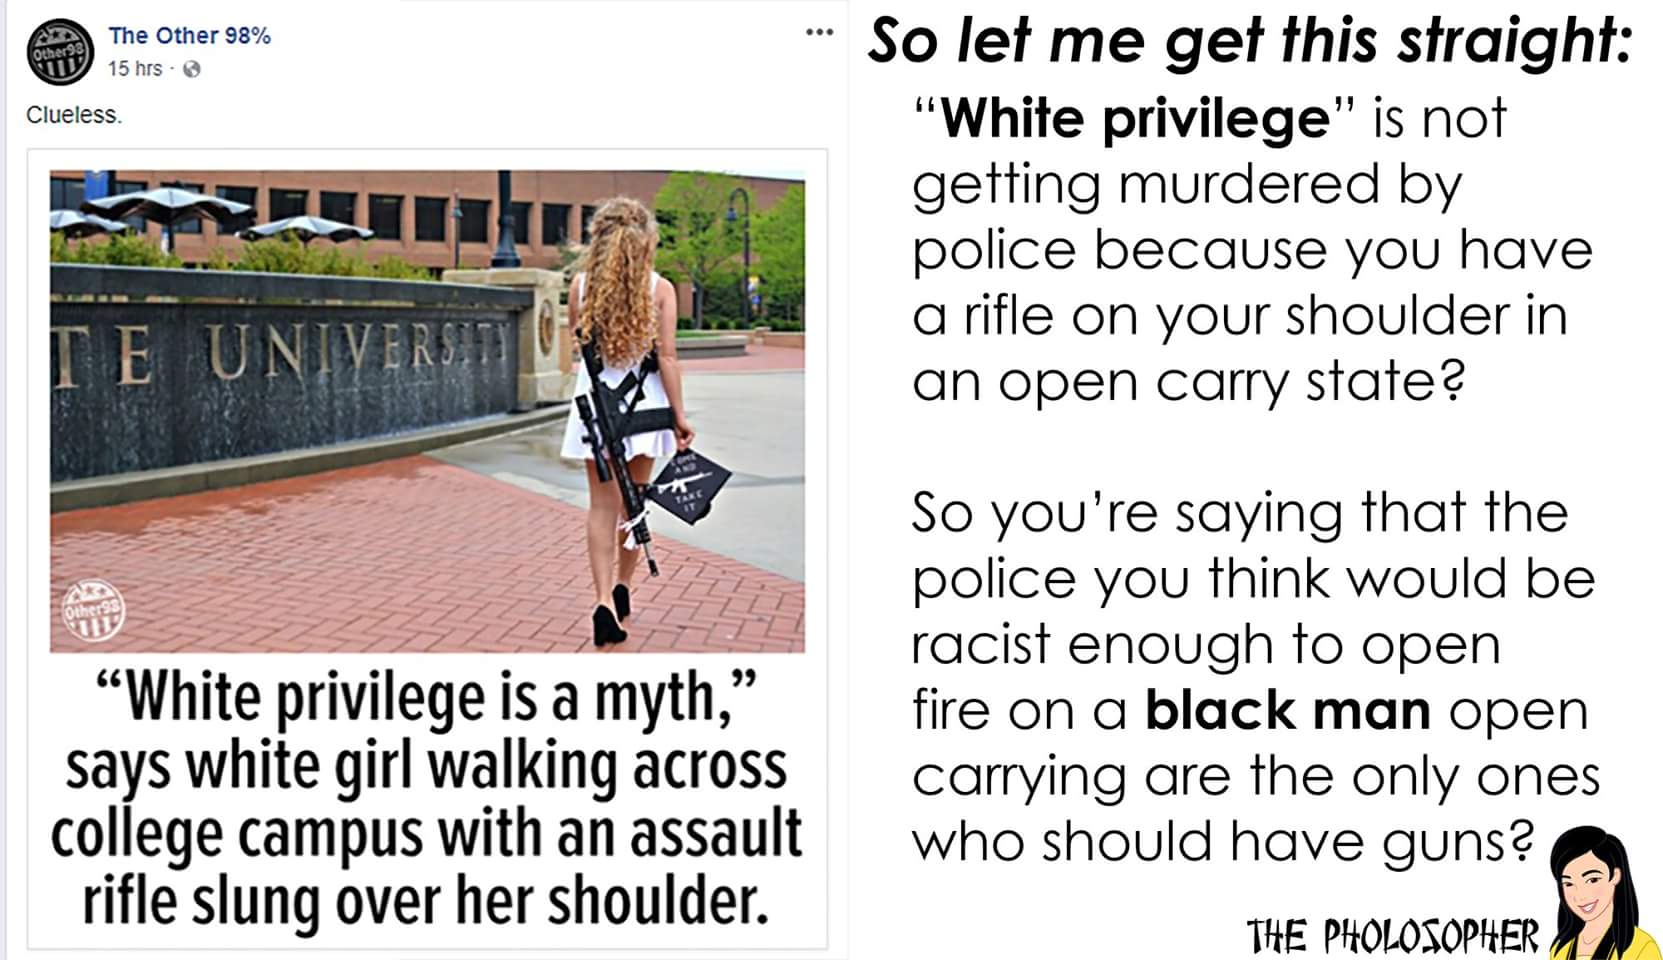 The Other 98%
15 hrs ·
Clueless.
TE UNIVERSITY
COME
AND
TAKE
IT
Other98
"White privilege is a myth,"
says white girl walking across
college campus with an assault
rifle slung over her shoulder.
So let me get this straight:
"White privilege" is not
getting murdered by
police because you have
a rifle on your shoulder in
an open carry state?
So you're saying that the
police you think would be
racist enough to open
fire on a black man open
carrying are the only ones
who should have guns?
THE PHOLOSOPHER